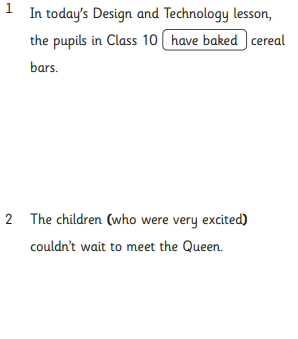 1 In today's Design and Technology lesson,
the pupils in Class 10 have baked cereal
bars.
2 The children (who were very excited)
couldn't wait to meet the Queen.